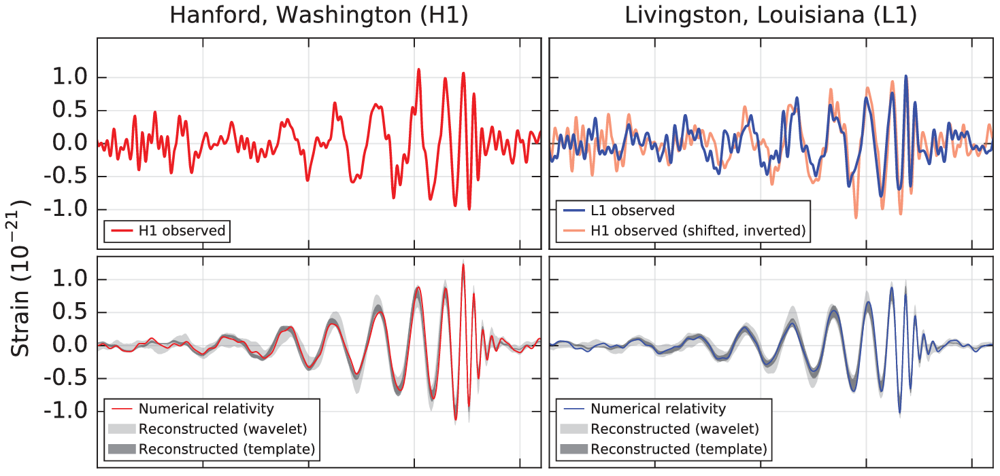 Hanford, Washington (H1)
Livingston, Louisiana (L1)
Strain (10⁻²¹)
1.0
0.5
0.0
-0.5
-1.0
H1 observed
L1 observed
H1 observed (shifted, inverted)
1.0
0.5
0.0
-0.5
-1.0
Numerical relativity
Reconstructed (wavelet)
Reconstructed (template)
Numerical relativity
Reconstructed (wavelet)
Reconstructed (template)